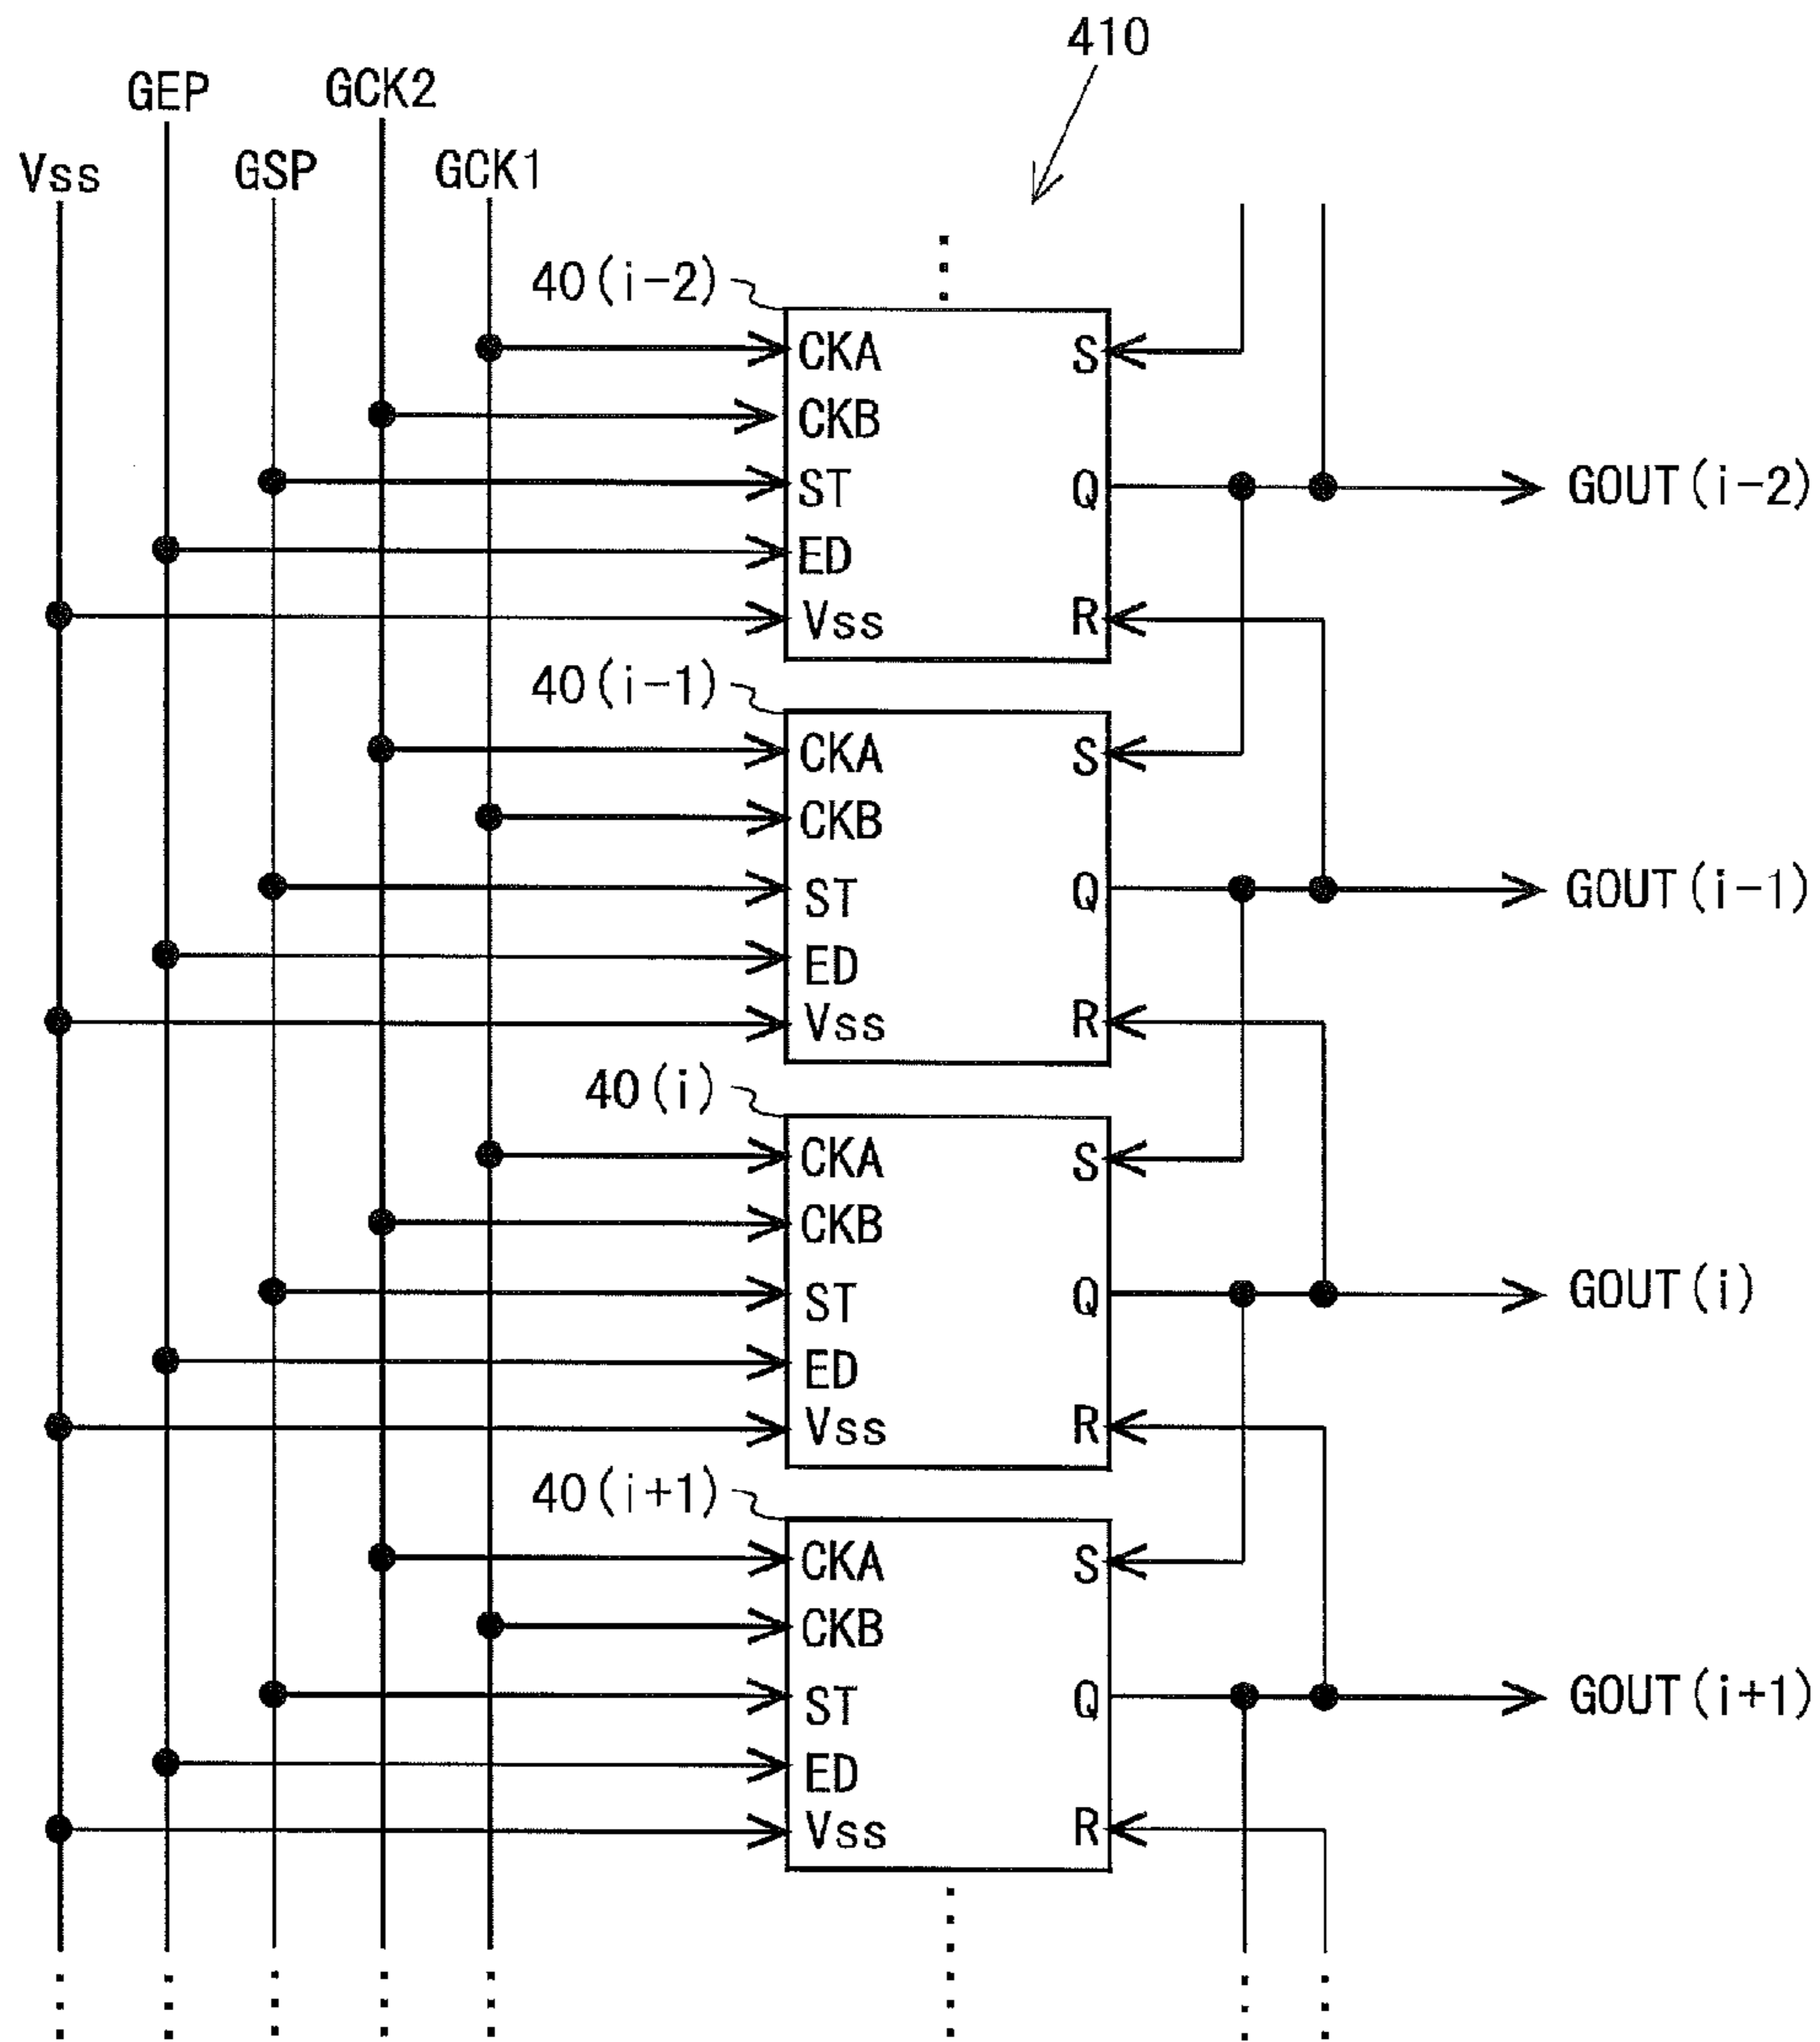 410
GEP GCK2
Vss GSP GCK1
40(i-2)
CKA S
CKB
ST Q GOUT(i-2)
ED
Vss R
40(i-1)
CKA S
CKB
ST Q GOUT(i-1)
ED
Vss R
40(i)
CKA S
CKB
ST Q GOUT(i)
ED
Vss R
40(i+1)
CKA S
CKB
ST Q GOUT(i+1)
ED
Vss R